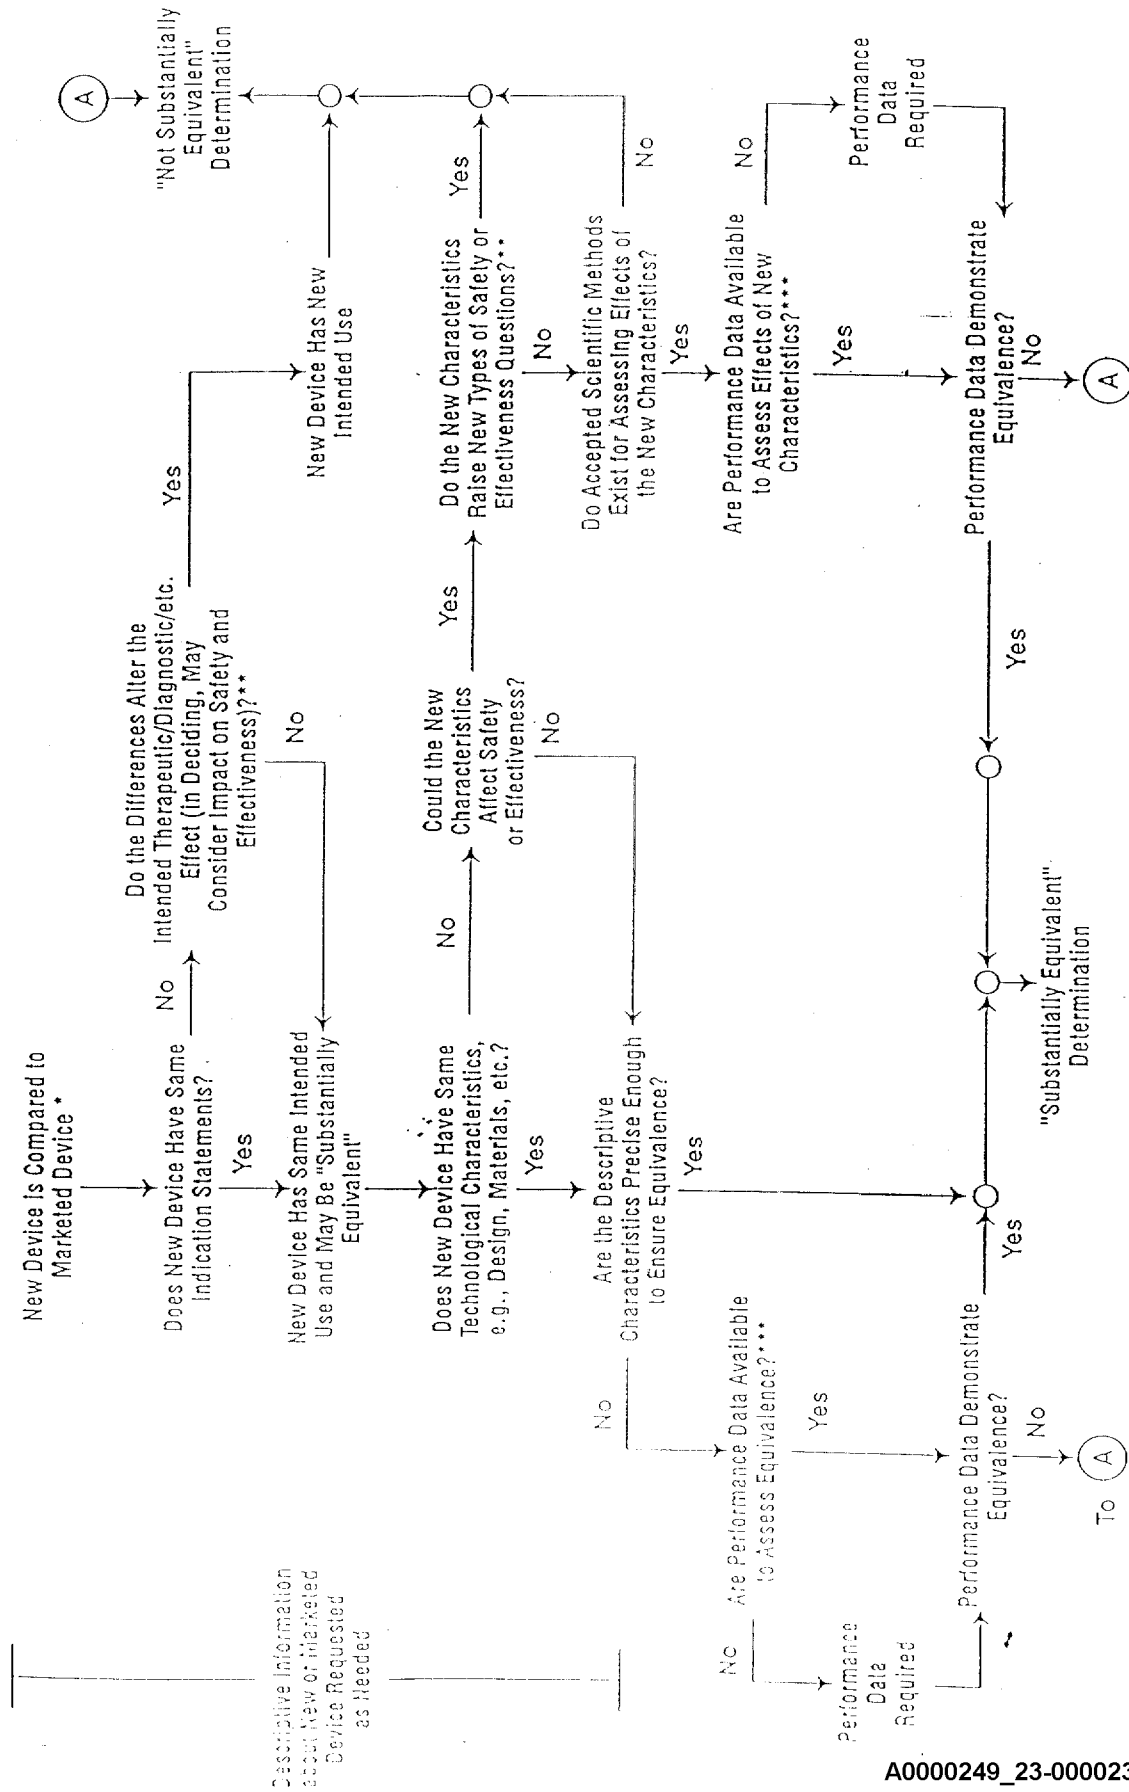 New Device is Compared to
Marketed Device *
Does New Device Have Same
Indication Statements?
No
Do the Differences Alter the
Intended Therapeutic/Diagnostic/etc.
Effect (in Deciding, May
Consider Impact on Safety and
Effectiveness)?**
Yes
"Not Substantially
Equivalent"
Determination
A
Yes
No
New Device Has Same Intended
Use and May Be "Substantially
Equivalent"
New Device Has New
Intended Use
Does New Device Have Same
Technological Characteristics,
e.g., Design, Materials, etc.?
No
Could the New
Characteristics
Affect Safety
or Effectiveness?
Yes
Do the New Characteristics
Raise New Types of Safety or
Effectiveness Questions?**
Yes
Yes
No
No
Descriptive Information
about New or Marketed
Device Requested
as Needed
Are the Descriptive
Characteristics Precise Enough
to Ensure Equivalence?
Do Accepted Scientific Methods
Exist for Assessing Effects of
the New Characteristics?
No
No
Yes
Yes
Are Performance Data Available
to Assess Equivalence?***
No
Yes
Are Performance Data Available
to Assess Effects of New
Characteristics?***
No
Yes
Performance
Data
Required
Performance
Data
Required
Performance Data Demonstrate
Equivalence?
Yes
No
Performance Data Demonstrate
Equivalence?
Yes
No
"Substantially Equivalent"
Determination
To
A
A
A0000249_23-000023